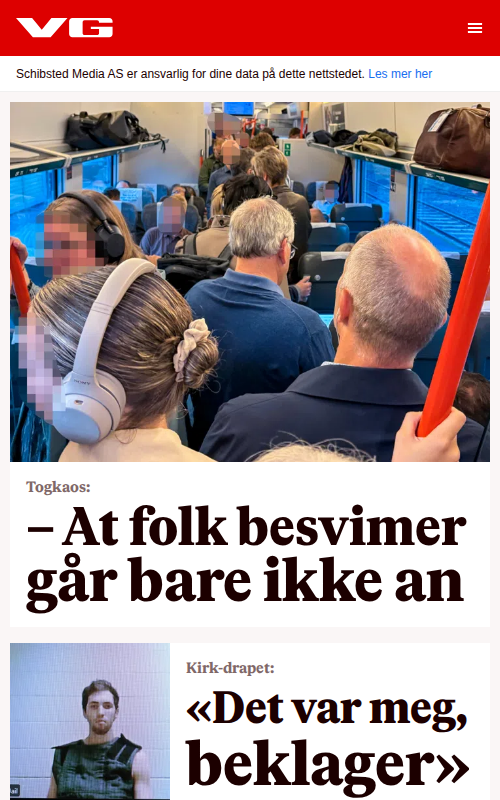 VG
Schibsted Media AS er ansvarlig for dine data på dette nettstedet. Les mer her
Togkaos:
– At folk besvimer
går bare ikke an
Kirk-drapet:
«Det var meg,
beklager»